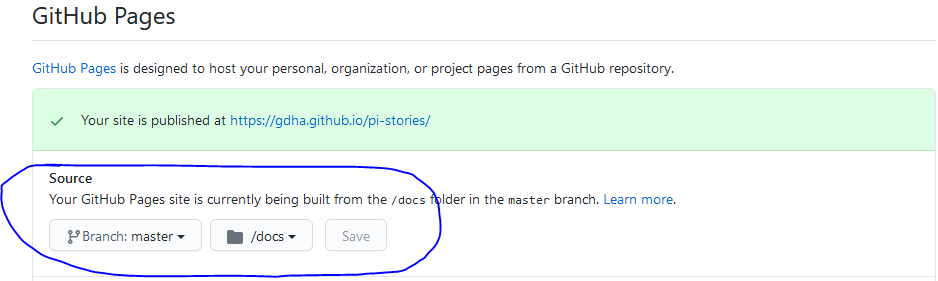 GitHub Pages
GitHub Pages is designed to host your personal, organization, or project pages from a GitHub repository.
Your site is published at https://gdha.github.io/pi-stories/
Source
Your GitHub Pages site is currently being built from the /docs folder in the master branch. Learn more.
Branch: master /docs Save